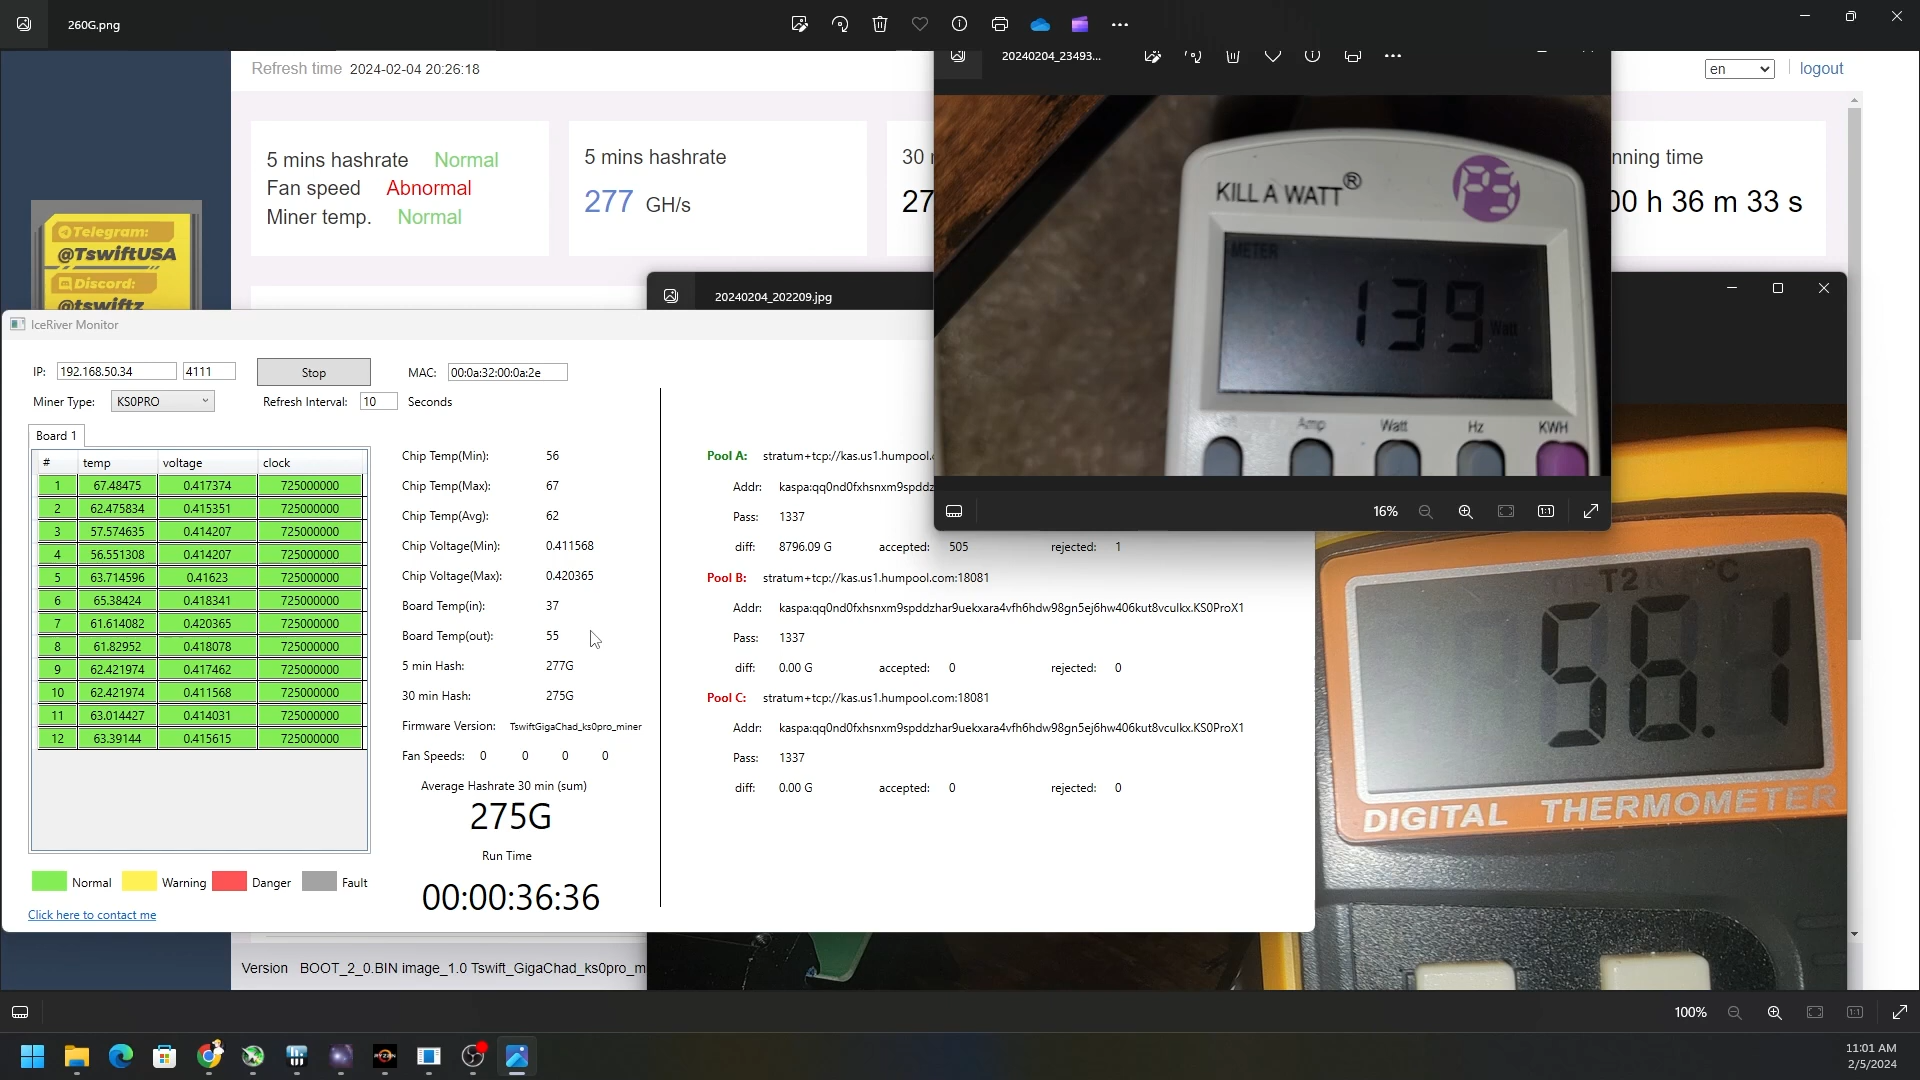 260G.png
Refresh time 2024-02-04 20:26:18
en
logout
20240204_23493...
5 mins hashrate Normal
Fan speed Abnormal
Miner temp. Normal
5 mins hashrate
277 GH/s
30
27
nning time
00 h 36 m 33 s
Telegram:
@TswiftUSA
Discord:
@tswiftz
KILL A WATT®
P3
METER
139
Watt
Amp
Watt
Hz
KWH
16%
1:1
20240204_202209.jpg
IceRiver Monitor
IP: 192.168.50.34 4111 Stop MAC: 00:0a:32:00:0a:2e
Miner Type: KS0PRO Refresh Interval: 10 Seconds
Board 1
# temp voltage clock
1 67.48475 0.417374 725000000
2 62.475834 0.415351 725000000
3 57.574635 0.414207 725000000
4 56.551308 0.414207 725000000
5 63.714596 0.41623 725000000
6 65.38424 0.418341 725000000
7 61.614082 0.420365 725000000
8 61.82952 0.418078 725000000
9 62.421974 0.417462 725000000
10 62.421974 0.411568 725000000
11 63.014427 0.414031 725000000
12 63.39144 0.415615 725000000
Normal Warning Danger Fault
Click here to contact me
Chip Temp(Min): 56
Chip Temp(Max): 67
Chip Temp(Avg): 62
Chip Voltage(Min): 0.411568
Chip Voltage(Max): 0.420365
Board Temp(in): 37
Board Temp(out): 55
5 min Hash: 277G
30 min Hash: 275G
Firmware Version: TswiftGigaChad_ks0pro_miner
Fan Speeds: 0 0 0 0
Average Hashrate 30 min (sum)
275G
Run Time
00:00:36:36
Pool A: stratum+tcp://kas.us1.humpool.
Addr: kaspa:qq0nd0fxhsnxm9spddz
Pass: 1337
diff: 8796.09 G accepted: 505 rejected: 1
Pool B: stratum+tcp://kas.us1.humpool.com:18081
Addr: kaspa:qq0nd0fxhsnxm9spddzhar9uekxara4vfh6hdw98gn5ej6hw406kut8vculkx.KS0ProX1
Pass: 1337
diff: 0.00 G accepted: 0 rejected: 0
Pool C: stratum+tcp://kas.us1.humpool.com:18081
Addr: kaspa:qq0nd0fxhsnxm9spddzhar9uekxara4vfh6hdw98gn5ej6hw406kut8vculkx.KS0ProX1
Pass: 1337
diff: 0.00 G accepted: 0 rejected: 0
T2
°C
56.1
DIGITAL THERMOMETER
Version BOOT_2_0.BIN image_1.0 Tswift_GigaChad_ks0pro_m
100%
1:1
RYZEN
11:01 AM
2/5/2024